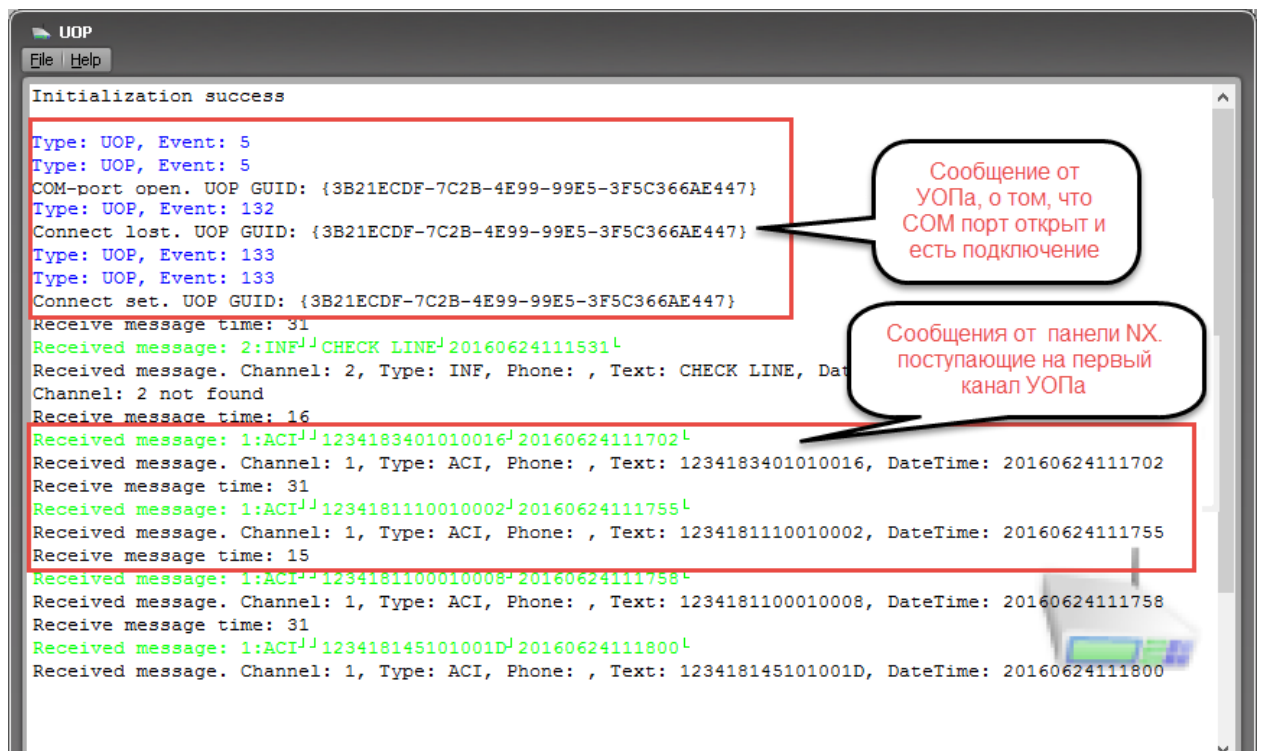 UOP
File Help
Initialization success
Type: UOP, Event: 5
Type: UOP, Event: 5
COM-port open. UOP GUID: {3B21ECDF-7C2B-4E99-99E5-3F5C366AE447}
Type: UOP, Event: 132
Connect lost. UOP GUID: {3B21ECDF-7C2B-4E99-99E5-3F5C366AE447}
Type: UOP, Event: 133
Type: UOP, Event: 133
Connect set. UOP GUID: {3B21ECDF-7C2B-4E99-99E5-3F5C366AE447}
Сообщение от
УОПа, о том, что
COM порт открыт и
есть подключение
Receive message time: 31
Received message: 2:INF┘┘CHECK LINE┘20160624111531└
Received message. Channel: 2, Type: INF, Phone: , Text: CHECK LINE, Dat
Channel: 2 not found
Receive message time: 16
Сообщения от панели NX.
поступающие на первый
канал УОПа
Received message: 1:ACI┘┘1234183401010016┘20160624111702└
Received message. Channel: 1, Type: ACI, Phone: , Text: 1234183401010016, DateTime: 20160624111702
Receive message time: 31
Received message: 1:ACI┘┘1234181110010002┘20160624111755└
Received message. Channel: 1, Type: ACI, Phone: , Text: 1234181110010002, DateTime: 20160624111755
Receive message time: 15
Received message: 1:ACI┘┘1234181100010008┘20160624111758└
Received message. Channel: 1, Type: ACI, Phone: , Text: 1234181100010008, DateTime: 20160624111758
Receive message time: 31
Received message: 1:ACI┘┘123418145101001D┘20160624111800└
Received message. Channel: 1, Type: ACI, Phone: , Text: 123418145101001D, DateTime: 20160624111800